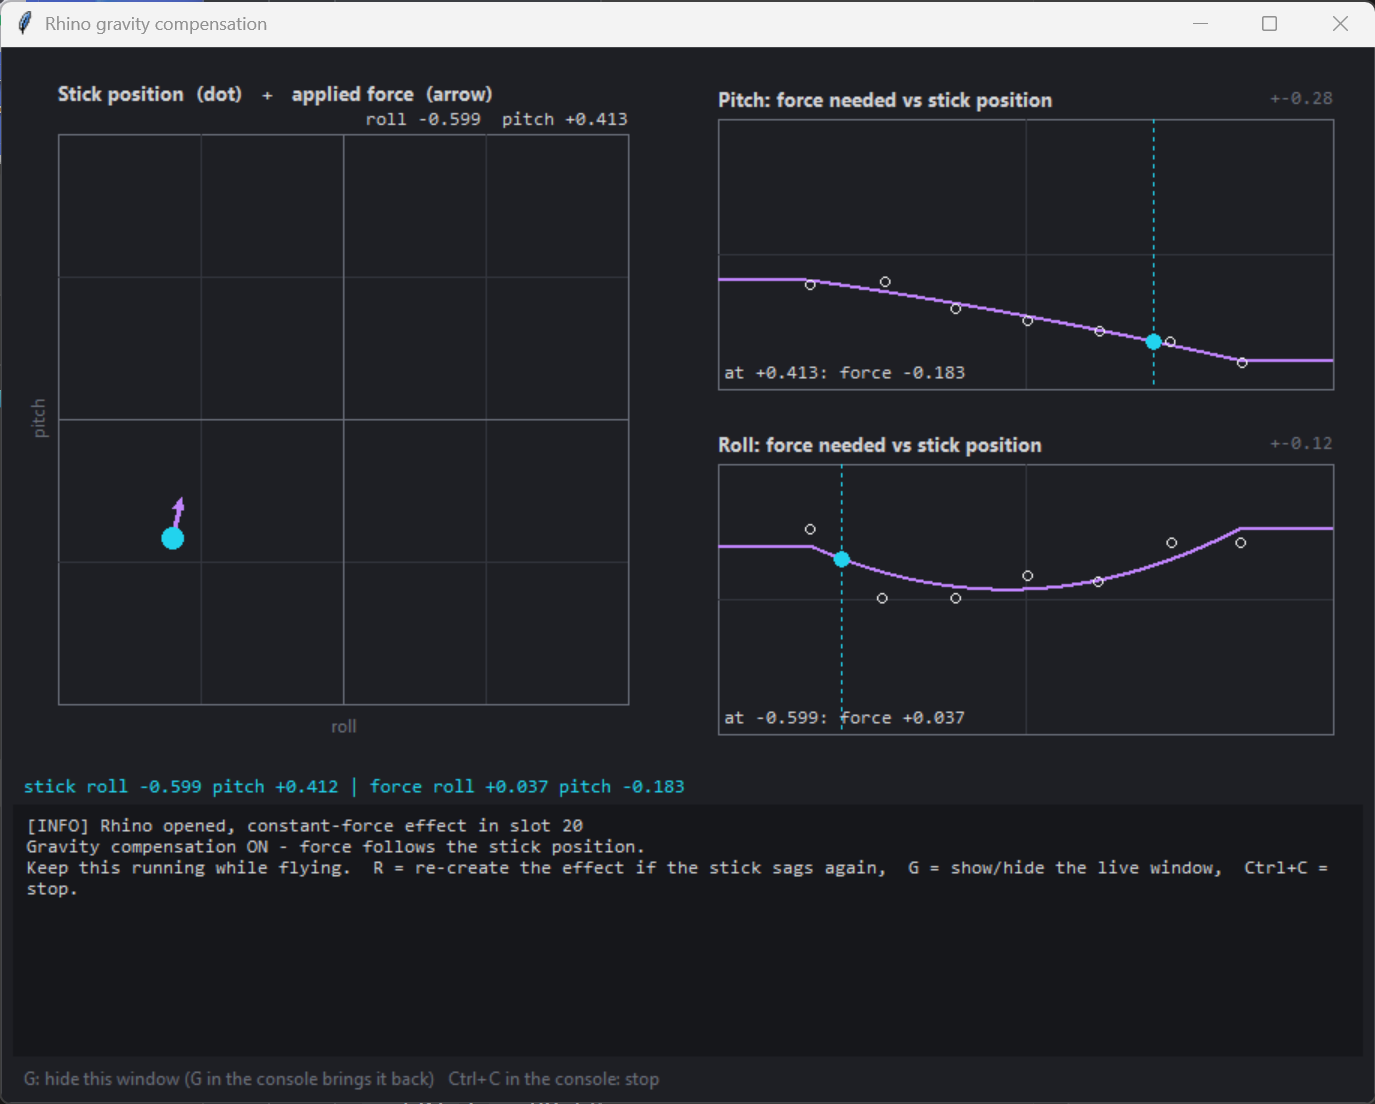 Rhino gravity compensation
Stick position (dot) + applied force (arrow)
roll -0.599 pitch +0.413
pitch
roll
Pitch: force needed vs stick position
+-0.28
at +0.413: force -0.183
Roll: force needed vs stick position
+-0.12
at -0.599: force +0.037
stick roll -0.599 pitch +0.412 | force roll +0.037 pitch -0.183
[INFO] Rhino opened, constant-force effect in slot 20
Gravity compensation ON - force follows the stick position.
Keep this running while flying. R = re-create the effect if the stick sags again, G = show/hide the live window, Ctrl+C =
stop.
G: hide this window (G in the console brings it back) Ctrl+C in the console: stop